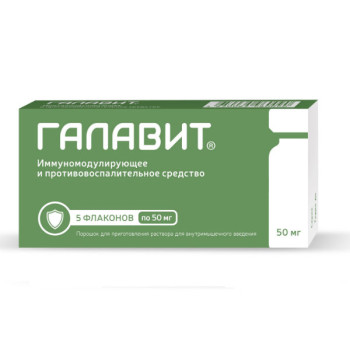 ГАЛАВИТ®
Иммуномодулирующее
и противовоспалительное средство
5 ФЛАКОНОВ по 50 мг
Порошок для приготовления раствора для внутримышечного введения
50 мг